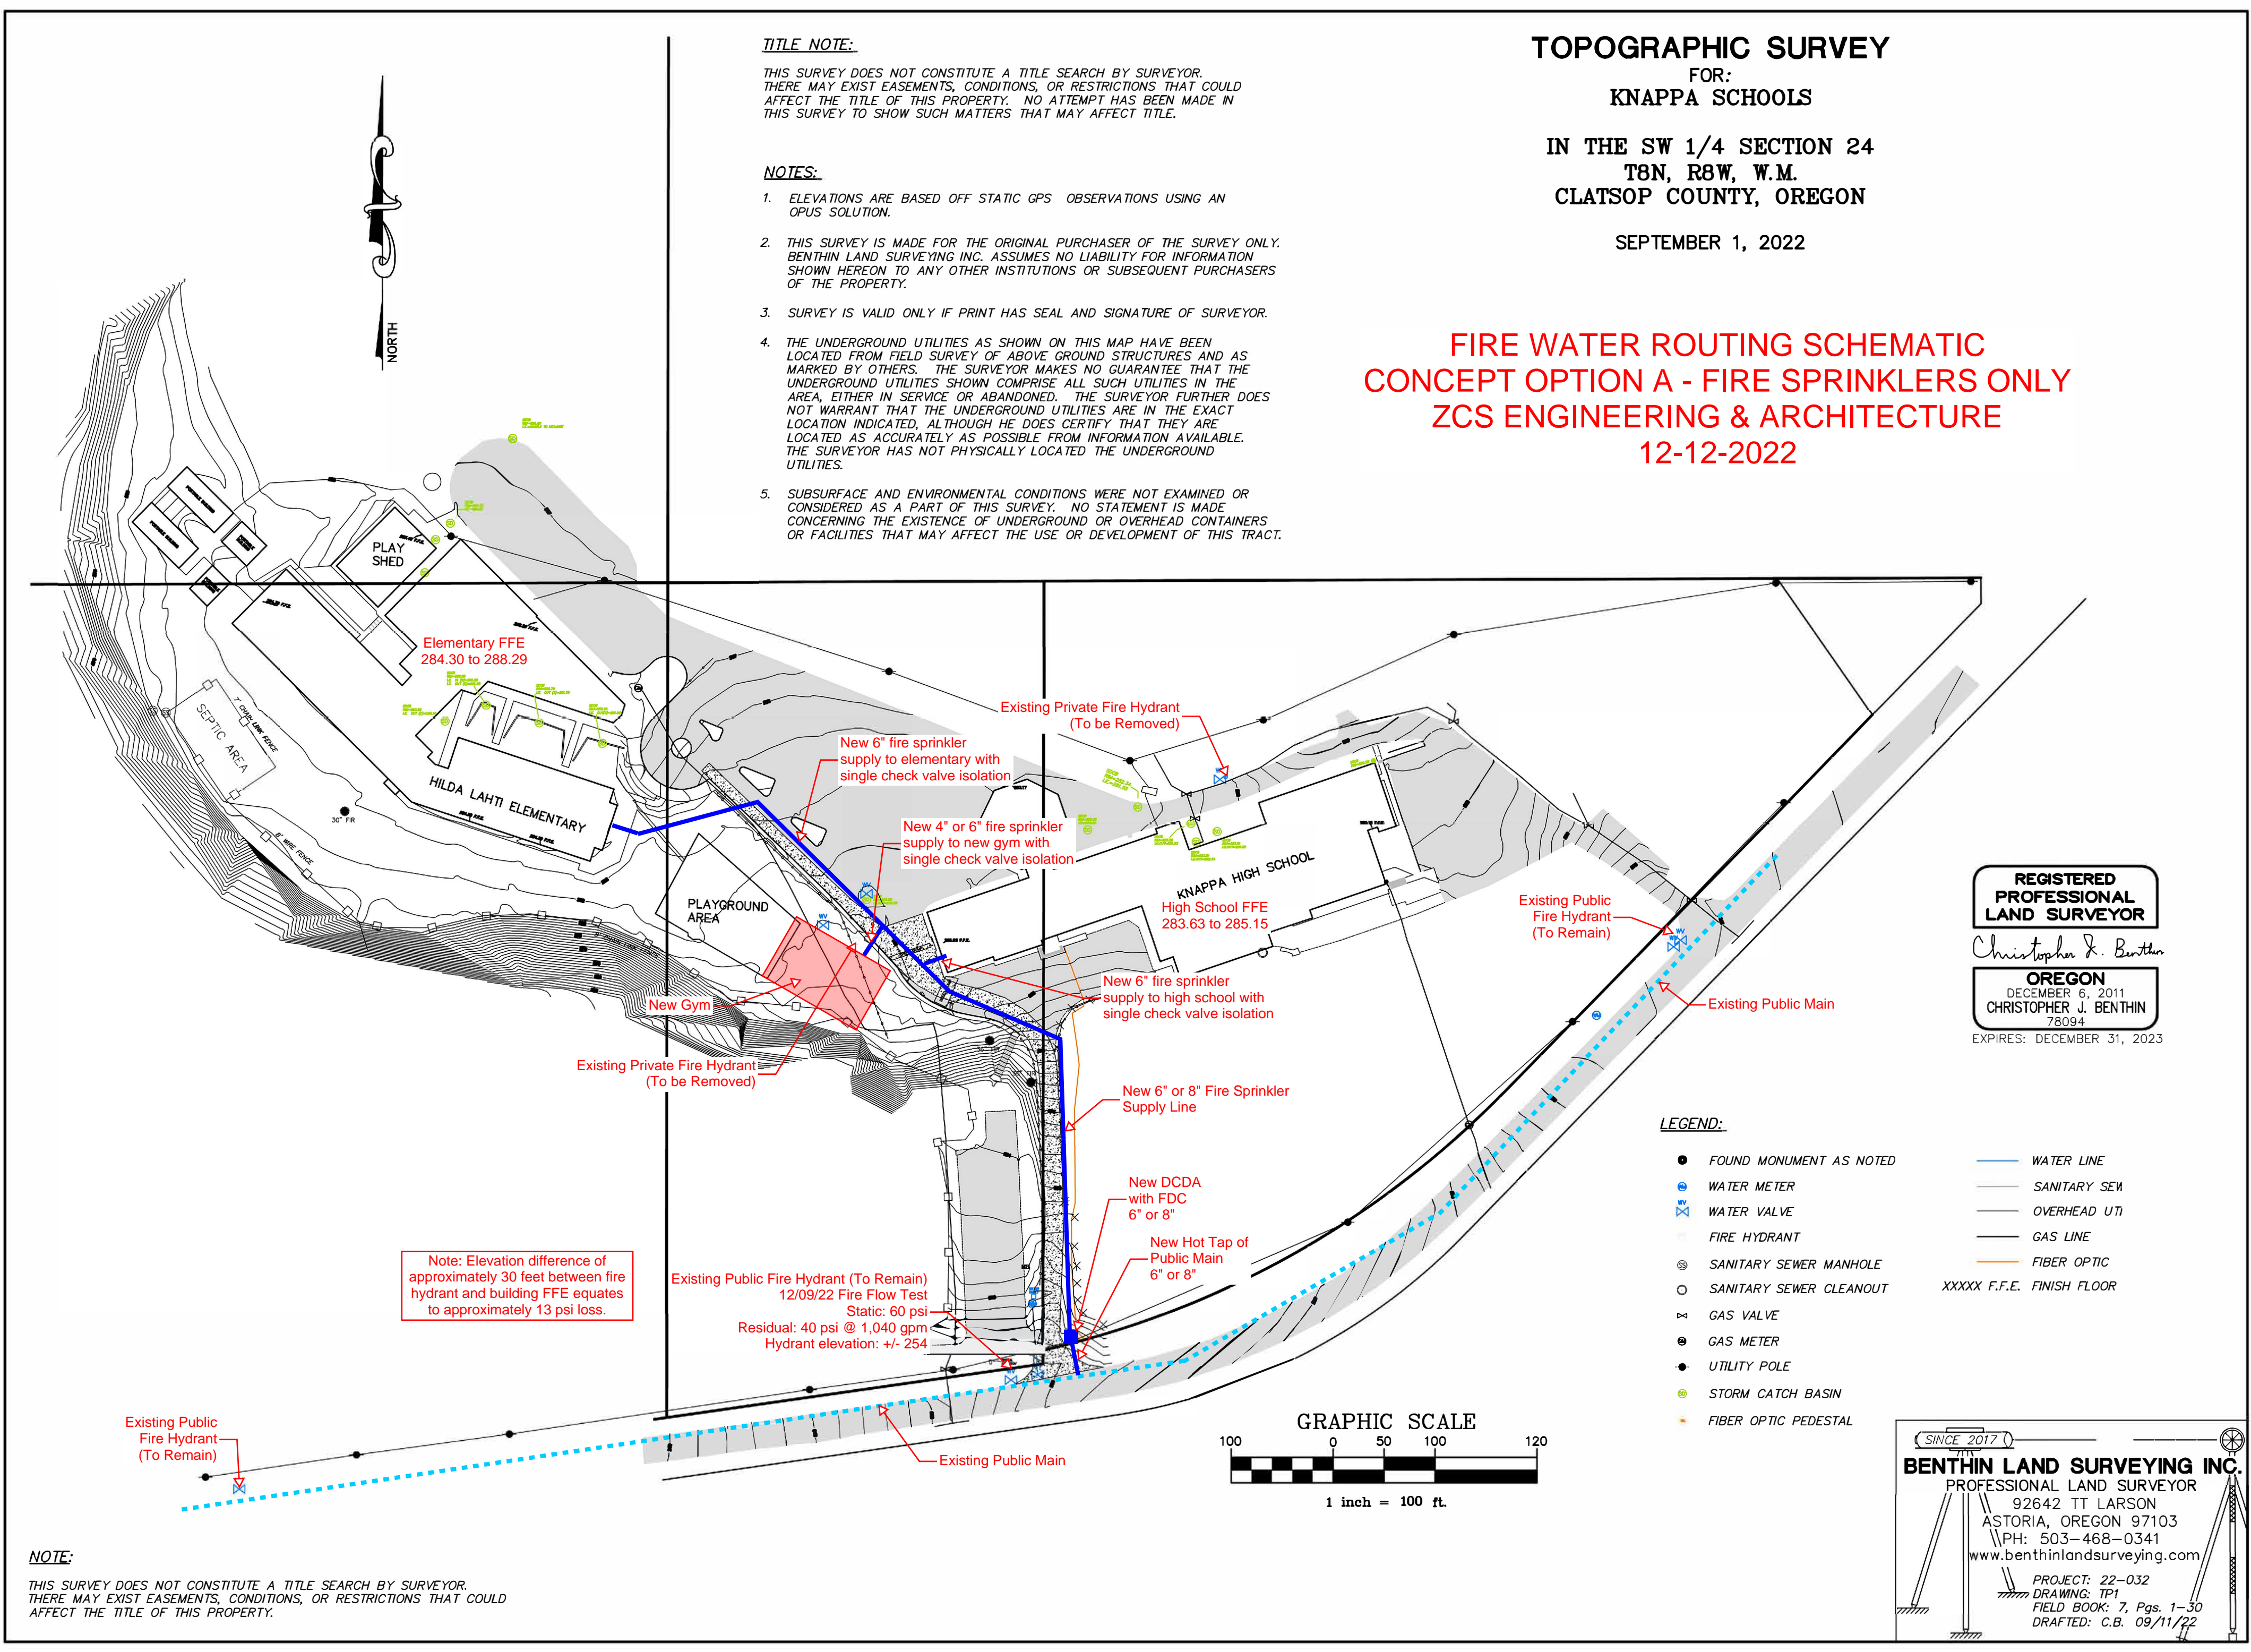 TITLE NOTE:
THIS SURVEY DOES NOT CONSTITUTE A TITLE SEARCH BY SURVEYOR.
THERE MAY EXIST EASEMENTS, CONDITIONS, OR RESTRICTIONS THAT COULD
AFFECT THE TITLE OF THIS PROPERTY. NO ATTEMPT HAS BEEN MADE IN
THIS SURVEY TO SHOW SUCH MATTERS THAT MAY AFFECT TITLE.
NOTES:
1. ELEVATIONS ARE BASED OFF STATIC GPS OBSERVATIONS USING AN
OPUS SOLUTION.
2. THIS SURVEY IS MADE FOR THE ORIGINAL PURCHASER OF THE SURVEY ONLY.
BENTHIN LAND SURVEYING INC. ASSUMES NO LIABILITY FOR INFORMATION
SHOWN HEREON TO ANY OTHER INSTITUTIONS OR SUBSEQUENT PURCHASERS
OF THE PROPERTY.
3. SURVEY IS VALID ONLY IF PRINT HAS SEAL AND SIGNATURE OF SURVEYOR.
4. THE UNDERGROUND UTILITIES AS SHOWN ON THIS MAP HAVE BEEN
LOCATED FROM FIELD SURVEY OF ABOVE GROUND STRUCTURES AND AS
MARKED BY OTHERS. THE SURVEYOR MAKES NO GUARANTEE THAT THE
UNDERGROUND UTILITIES SHOWN COMPRISE ALL SUCH UTILITIES IN THE
AREA, EITHER IN SERVICE OR ABANDONED. THE SURVEYOR FURTHER DOES
NOT WARRANT THAT THE UNDERGROUND UTILITIES ARE IN THE EXACT
LOCATION INDICATED, ALTHOUGH HE DOES CERTIFY THAT THEY ARE
LOCATED AS ACCURATELY AS POSSIBLE FROM INFORMATION AVAILABLE.
THE SURVEYOR HAS NOT PHYSICALLY LOCATED THE UNDERGROUND
UTILITIES.
5. SUBSURFACE AND ENVIRONMENTAL CONDITIONS WERE NOT EXAMINED OR
CONSIDERED AS A PART OF THIS SURVEY. NO STATEMENT IS MADE
CONCERNING THE EXISTENCE OF UNDERGROUND OR OVERHEAD CONTAINERS
OR FACILITIES THAT MAY AFFECT THE USE OR DEVELOPMENT OF THIS TRACT.
TOPOGRAPHIC SURVEY
FOR:
KNAPPA SCHOOLS
IN THE SW 1/4 SECTION 24
T8N, R8W, W.M.
CLATSOP COUNTY, OREGON
SEPTEMBER 1, 2022
FIRE WATER ROUTING SCHEMATIC
CONCEPT OPTION A - FIRE SPRINKLERS ONLY
ZCS ENGINEERING & ARCHITECTURE
12-12-2022
NORTH
PORTABLE BUILDING
PORTABLE BUILDING
PLAY
SHED
Elementary FFE
284.30 to 288.29
SEPTIC AREA
7' CHAIN LINK FENCE
30" FIR
8' WIRE FENCE
HILDA LAHTI ELEMENTARY
PLAYGROUND
AREA
New 6" fire sprinkler
supply to elementary with
single check valve isolation
New 4" or 6" fire sprinkler
supply to new gym with
single check valve isolation
Existing Private Fire Hydrant
(To be Removed)
KNAPPA HIGH SCHOOL
High School FFE
283.63 to 285.15
New 6" fire sprinkler
supply to high school with
single check valve isolation
WV
WV
New Gym
Existing Private Fire Hydrant
(To be Removed)
Existing Public
Fire Hydrant
(To Remain)
WV
Existing Public Main
New 6" or 8" Fire Sprinkler
Supply Line
New DCDA
with FDC
6" or 8"
New Hot Tap of
Public Main
6" or 8"
Note: Elevation difference of
approximately 30 feet between fire
hydrant and building FFE equates
to approximately 13 psi loss.
Existing Public Fire Hydrant (To Remain)
12/09/22 Fire Flow Test
Static: 60 psi
Residual: 40 psi @ 1,040 gpm
Hydrant elevation: +/- 254
WV
Existing Public
Fire Hydrant
(To Remain)
Existing Public Main
REGISTERED
PROFESSIONAL
LAND SURVEYOR
Christopher J. Benthin
OREGON
DECEMBER 6, 2011
CHRISTOPHER J. BENTHIN
78094
EXPIRES: DECEMBER 31, 2023
LEGEND:
FOUND MONUMENT AS NOTED
WATER METER
WV
WATER VALVE
FIRE HYDRANT
SANITARY SEWER MANHOLE
SANITARY SEWER CLEANOUT
GAS VALVE
GAS METER
UTILITY POLE
STORM CATCH BASIN
FIBER OPTIC PEDESTAL
WATER LINE
SANITARY SEW
OVERHEAD UTI
GAS LINE
FIBER OPTIC
XXXXX F.F.E. FINISH FLOOR
GRAPHIC SCALE
100 0 50 100 120
1 inch = 100 ft.
SINCE 2017
BENTHIN LAND SURVEYING INC.
PROFESSIONAL LAND SURVEYOR
92642 TT LARSON
ASTORIA, OREGON 97103
PH: 503-468-0341
www.benthinlandsurveying.com
PROJECT: 22-032
DRAWING: TP1
FIELD BOOK: 7, Pgs. 1-30
DRAFTED: C.B. 09/11/22
NOTE:
THIS SURVEY DOES NOT CONSTITUTE A TITLE SEARCH BY SURVEYOR.
THERE MAY EXIST EASEMENTS, CONDITIONS, OR RESTRICTIONS THAT COULD
AFFECT THE TITLE OF THIS PROPERTY.